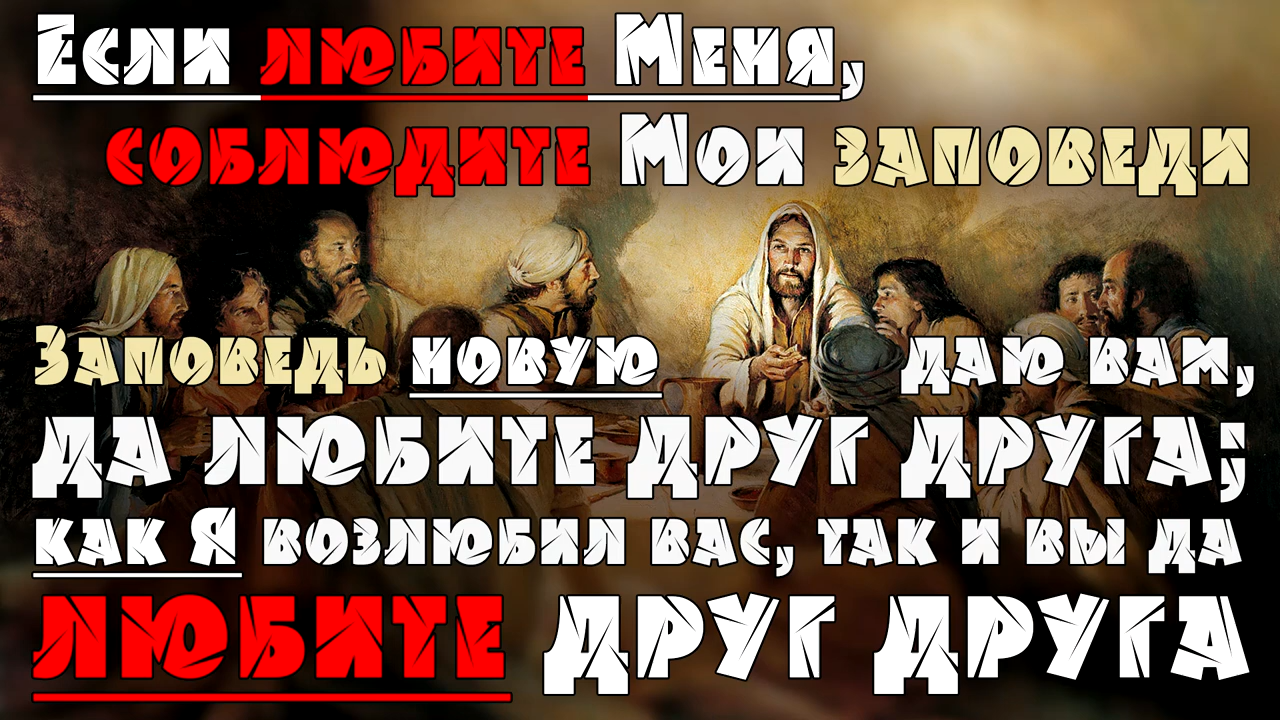 Если любите Меня,
соблюдите Мои заповеди
Заповедь новую даю вам,
да любите друг друга;
как Я возлюбил вас, так и вы да
любите друг друга